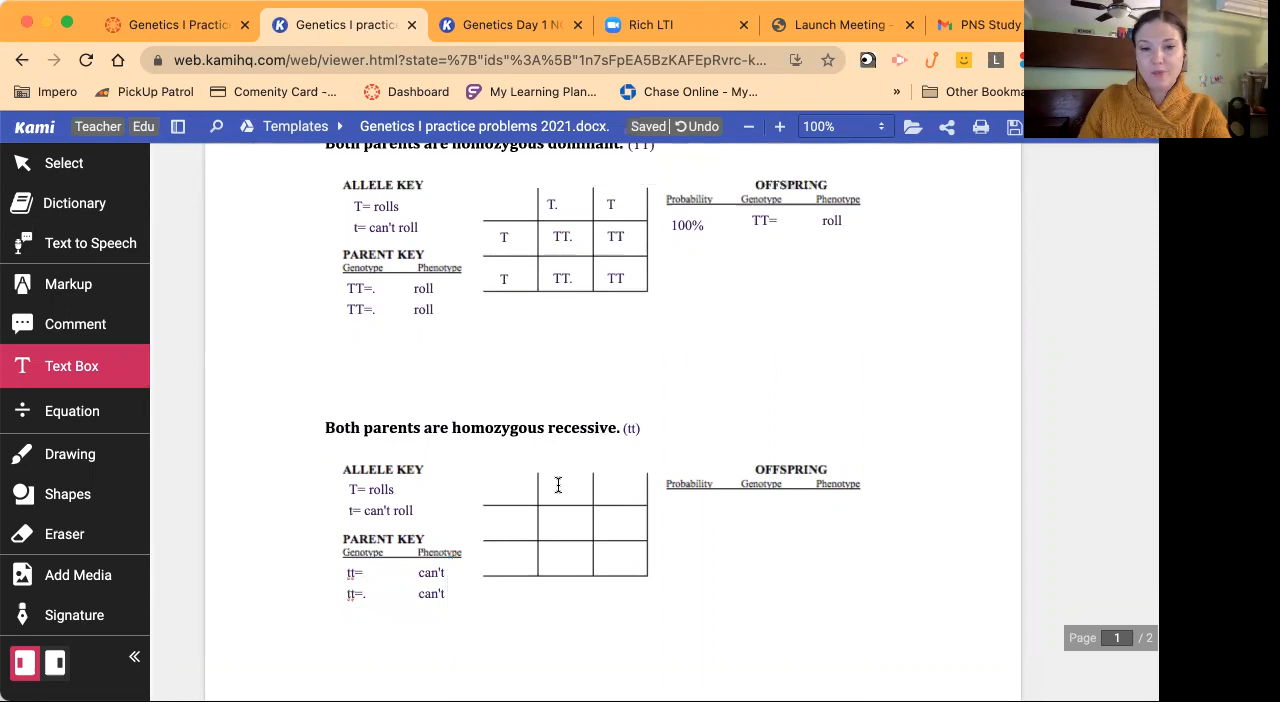 Genetics I Practic
Genetics I practice
Genetics Day 1 NO
Rich LTI
Launch Meeting -
PNS Study
web.kamihq.com/web/viewer.html?state=%7B"ids"%3A%5B"1n7sFpEA5BzKAFEpRvrc-k...
Impero
PickUp Patrol
Comenity Card -...
Dashboard
My Learning Plan...
Chase Online - My...
»
Other Bookma
Kami
Teacher
Edu
Templates
Genetics I practice problems 2021.docx.
Saved
Undo
100%
Select
Dictionary
Text to Speech
Markup
Comment
Text Box
Equation
Drawing
Shapes
Eraser
Add Media
Signature
Both parents are homozygous dominant. (TT)
ALLELE KEY
T= rolls
t= can't roll
PARENT KEY
Genotype Phenotype
TT=. roll
TT=. roll
T. T
T TT. TT
T TT. TT
OFFSPRING
Probability Genotype Phenotype
100% TT= roll
Both parents are homozygous recessive. (tt)
ALLELE KEY
T= rolls
t= can't roll
PARENT KEY
Genotype Phenotype
tt= can't
tt=. can't
OFFSPRING
Probability Genotype Phenotype
Page 1 / 2